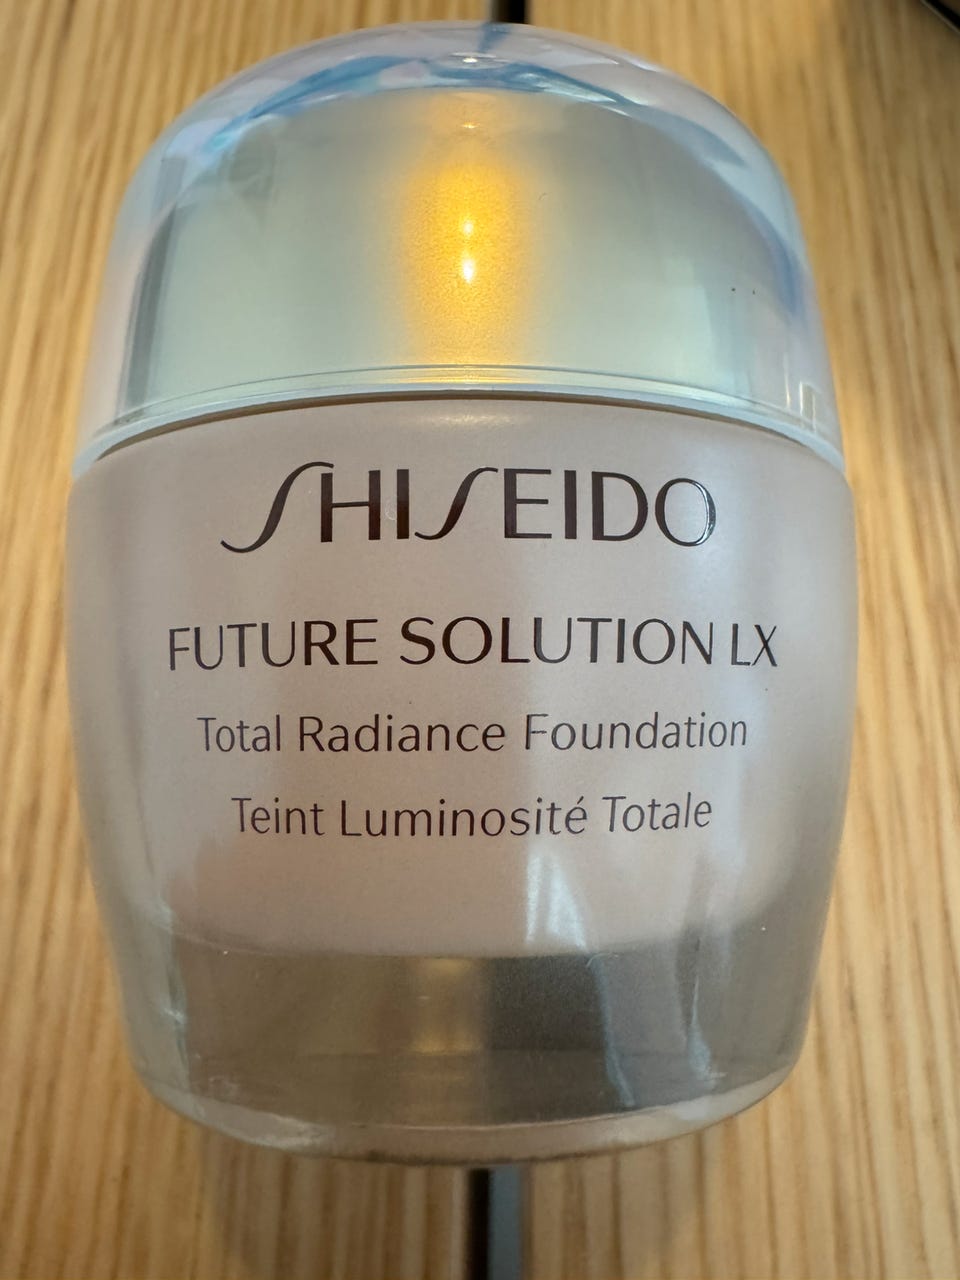 SHISEIDO
FUTURE SOLUTION LX
Total Radiance Foundation
Teint Luminosité Totale